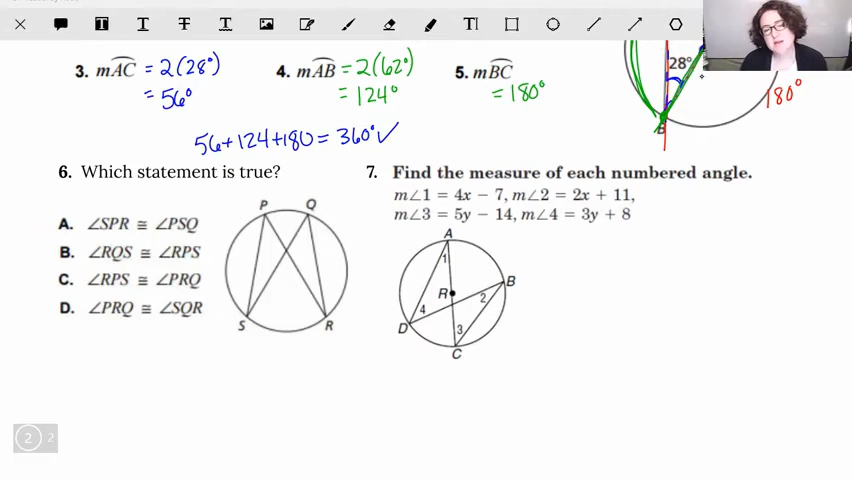 3. mAC = 2(28°)
= 56°
4. mAB = 2(62°)
= 124°
5. mBC
= 180°
28°
180°
B
56+124+180 = 360° ✓
6. Which statement is true?
A. ∠SPR ≅ ∠PSQ
B. ∠RQS ≅ ∠RPS
C. ∠RPS ≅ ∠PRQ
D. ∠PRQ ≅ ∠SQR
P Q
S R
7. Find the measure of each numbered angle.
m∠1 = 4x − 7, m∠2 = 2x + 11,
m∠3 = 5y − 14, m∠4 = 3y + 8
A
1
B
R
2
4
D
3
C
2 2